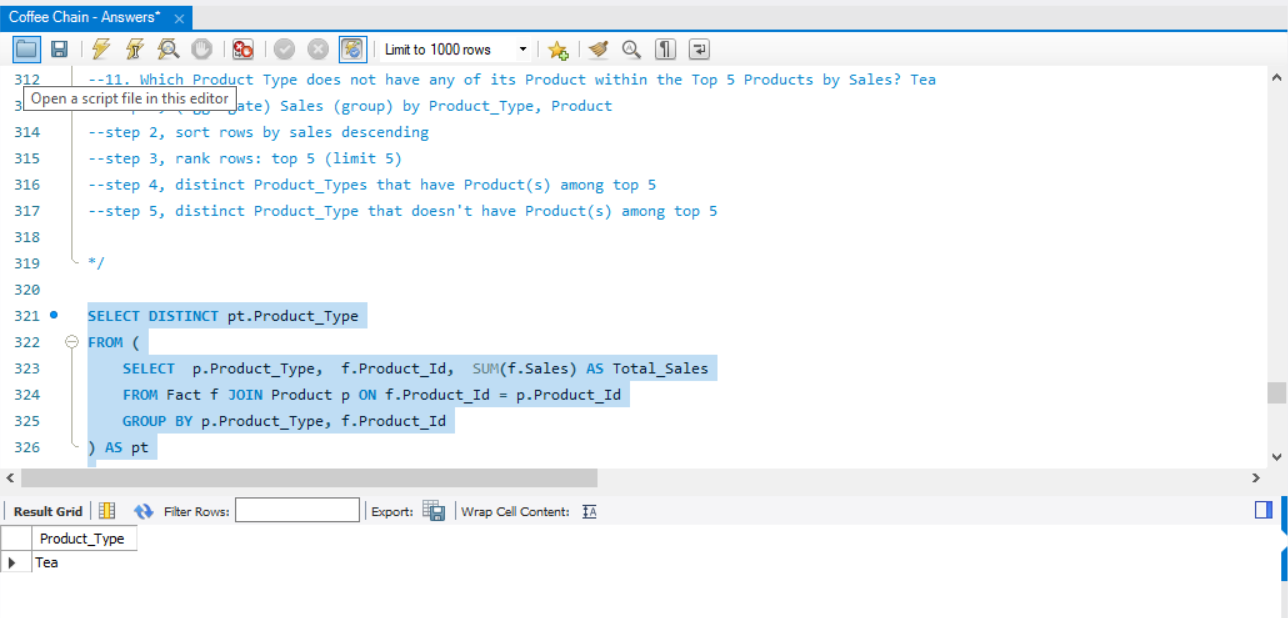 Coffee Chain - Answers* ×
Limit to 1000 rows
312 --11. Which Product Type does not have any of its Product within the Top 5 Products by Sales? Tea
Open a script file in this editor
3 ate) Sales (group) by Product_Type, Product
314 --step 2, sort rows by sales descending
315 --step 3, rank rows: top 5 (limit 5)
316 --step 4, distinct Product_Types that have Product(s) among top 5
317 --step 5, distinct Product_Type that doesn't have Product(s) among top 5
318
319 */
320
321 SELECT DISTINCT pt.Product_Type
322 FROM (
323 SELECT p.Product_Type, f.Product_Id, SUM(f.Sales) AS Total_Sales
324 FROM Fact f JOIN Product p ON f.Product_Id = p.Product_Id
325 GROUP BY p.Product_Type, f.Product_Id
326 ) AS pt
Result Grid Filter Rows: Export: Wrap Cell Content: IA
Product_Type
Tea